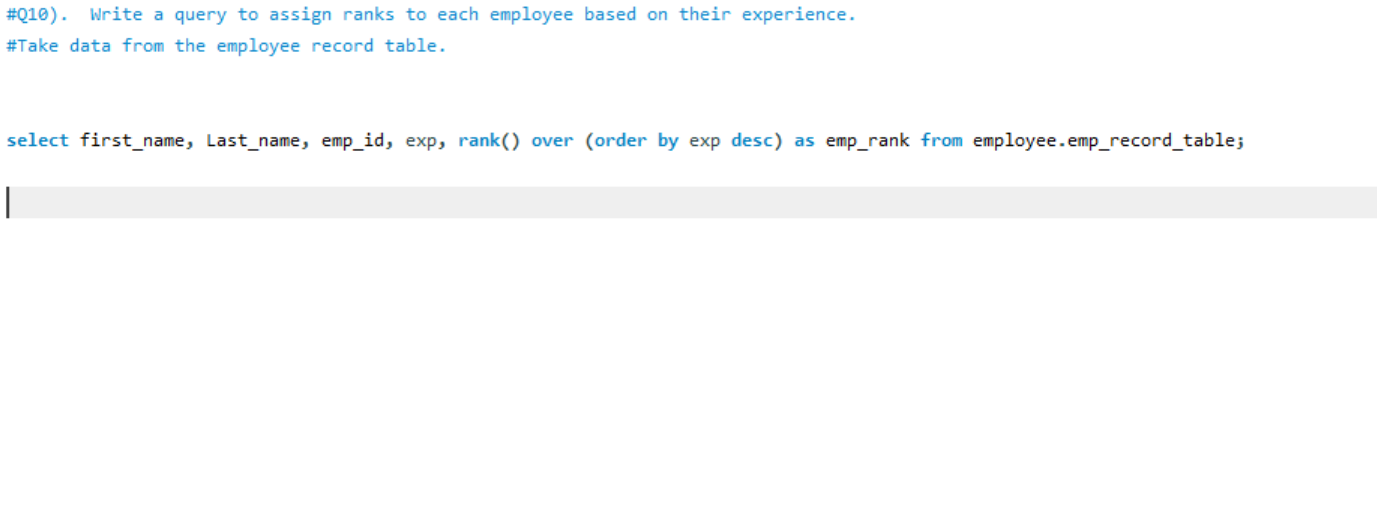 #Q10).  Write a query to assign ranks to each employee based on their experience.
#Take data from the employee record table.
select first_name, Last_name, emp_id, exp, rank() over (order by exp desc) as emp_rank from employee.emp_record_table;